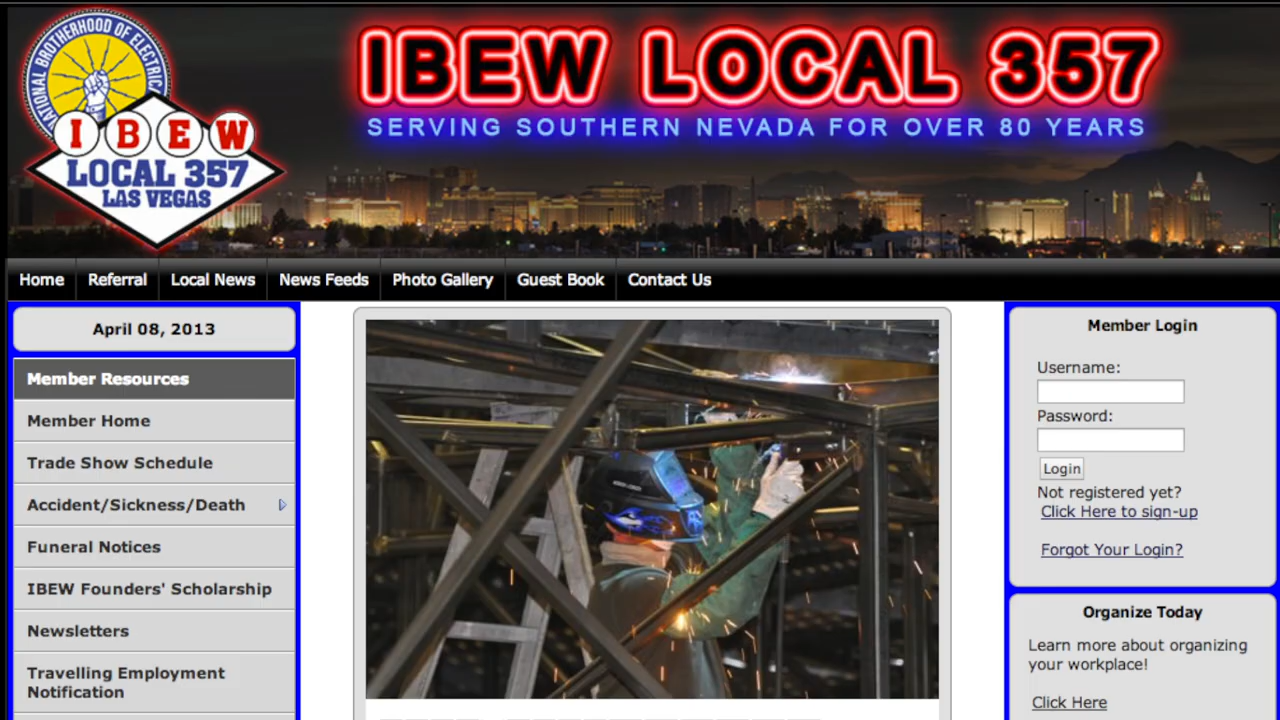 NATIONAL BROTHERHOOD OF ELECTRIC
I B E W
LOCAL 357
LAS VEGAS
IBEW LOCAL 357
SERVING SOUTHERN NEVADA FOR OVER 80 YEARS
Home Referral Local News News Feeds Photo Gallery Guest Book Contact Us
April 08, 2013
Member Resources
Member Home
Trade Show Schedule
Accident/Sickness/Death
Funeral Notices
IBEW Founders' Scholarship
Newsletters
Travelling Employment
Notification
Member Login
Username:
Password:
Login
Not registered yet?
Click Here to sign-up
Forgot Your Login?
Organize Today
Learn more about organizing
your workplace!
Click Here